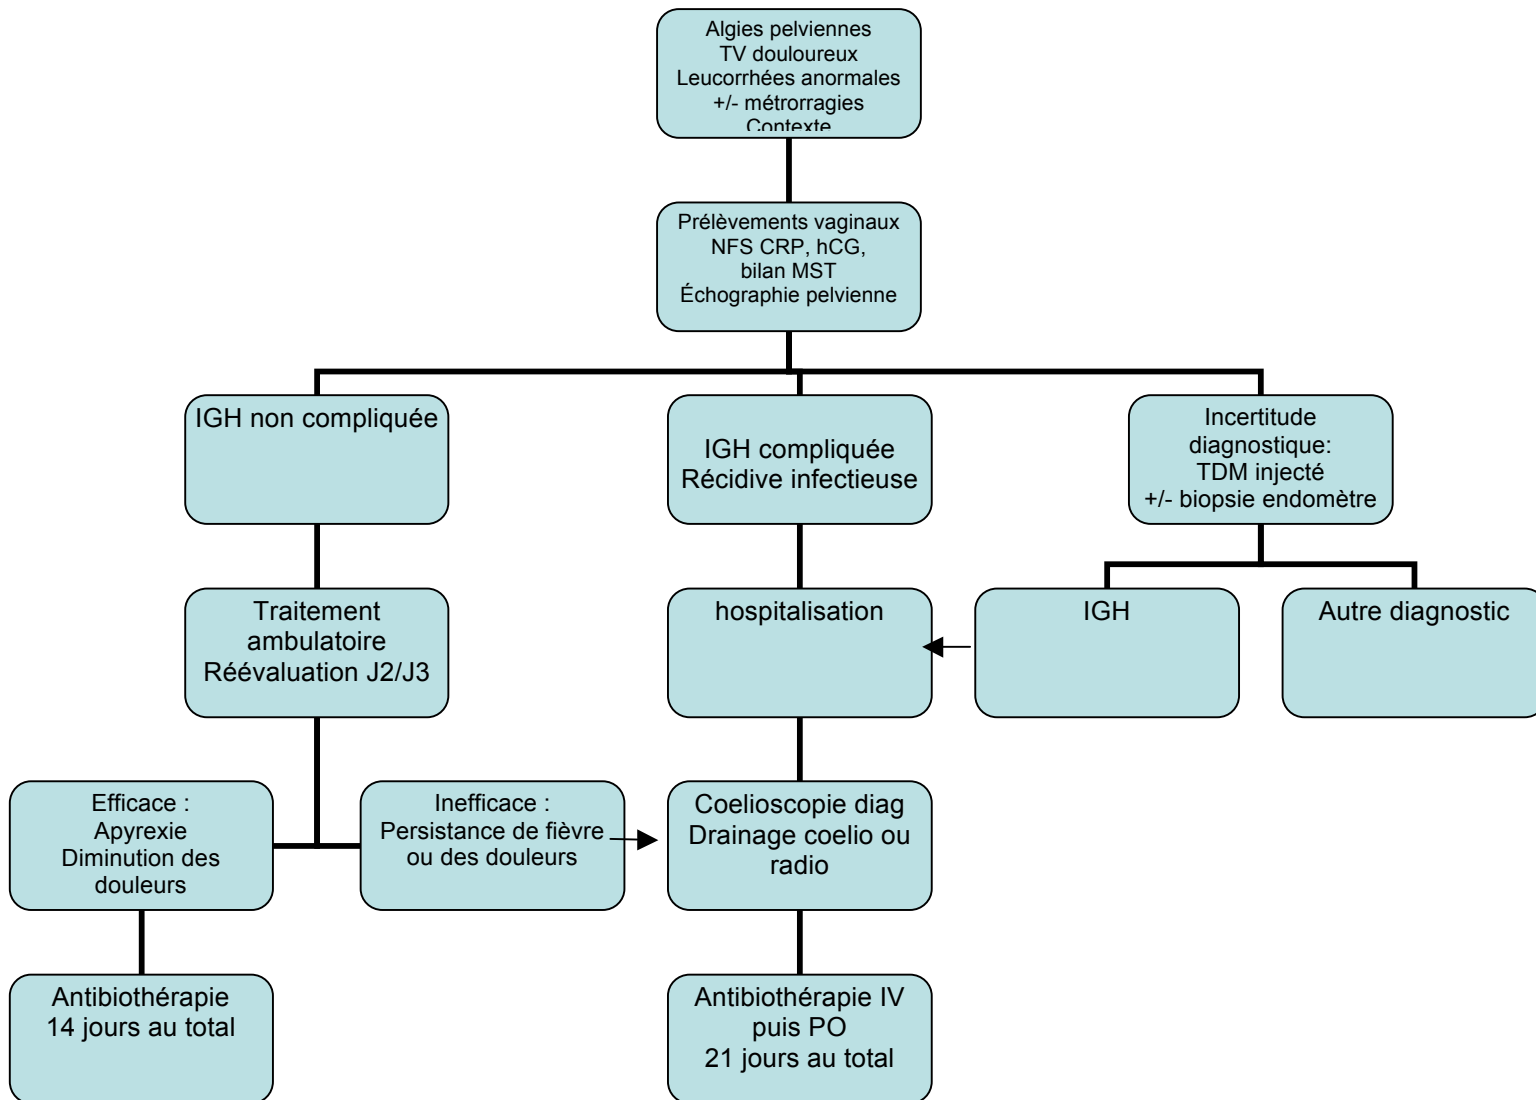 Algies pelviennes
TV douloureux
Leucorrhées anormales
+/- métrorragies
Contexte
Prélèvements vaginaux
NFS CRP, hCG,
bilan MST
Échographie pelvienne
IGH non compliquée
IGH compliquée
Récidive infectieuse
Incertitude
diagnostique:
TDM injecté
+/- biopsie endomètre
Traitement
ambulatoire
Réévaluation J2/J3
hospitalisation
IGH
Autre diagnostic
Efficace :
Apyrexie
Diminution des
douleurs
Inefficace :
Persistance de fièvre
ou des douleurs
Coelioscopie diag
Drainage coelio ou
radio
Antibiothérapie
14 jours au total
Antibiothérapie IV
puis PO
21 jours au total